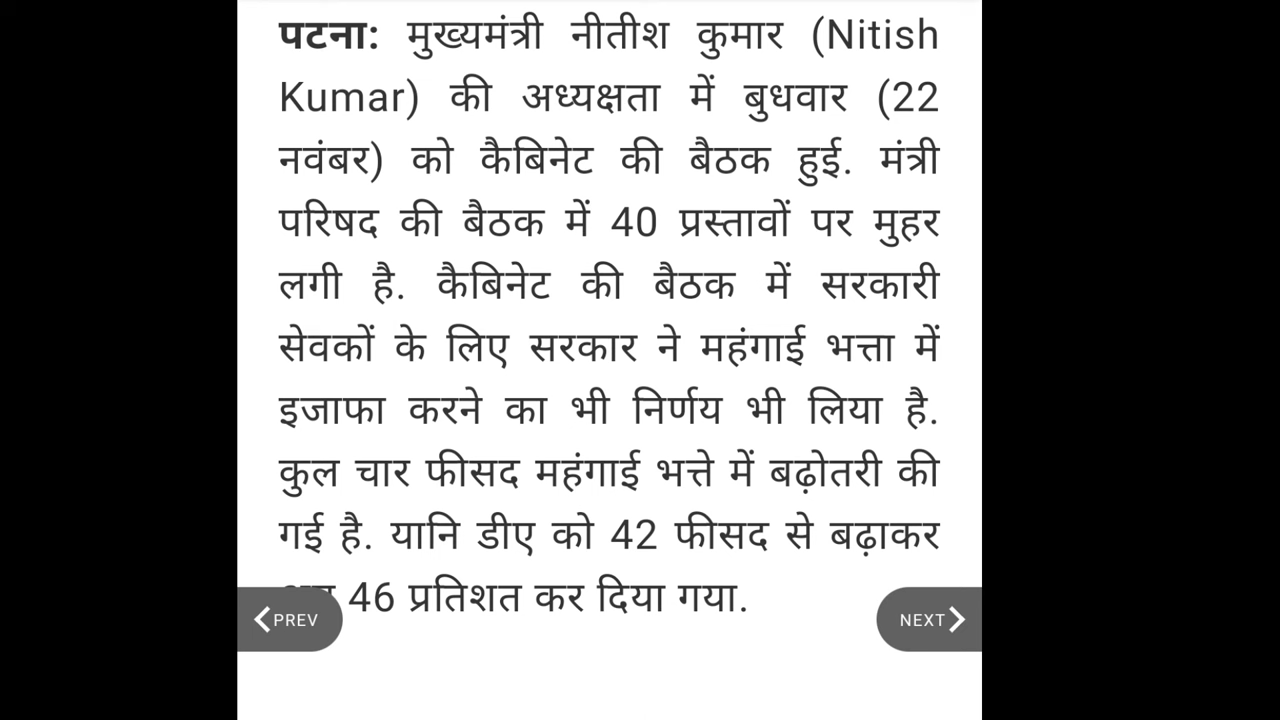 पटना: मुख्यमंत्री नीतीश कुमार (Nitish
Kumar) की अध्यक्षता में बुधवार (22
नवंबर) को कैबिनेट की बैठक हुई. मंत्री
परिषद की बैठक में 40 प्रस्तावों पर मुहर
लगी है. कैबिनेट की बैठक में सरकारी
सेवकों के लिए सरकार ने महंगाई भत्ता में
इजाफा करने का भी निर्णय भी लिया है.
कुल चार फीसद महंगाई भत्ते में बढ़ोतरी की
गई है. यानि डीए को 42 फीसद से बढ़ाकर
46 प्रतिशत कर दिया गया.
PREV
NEXT